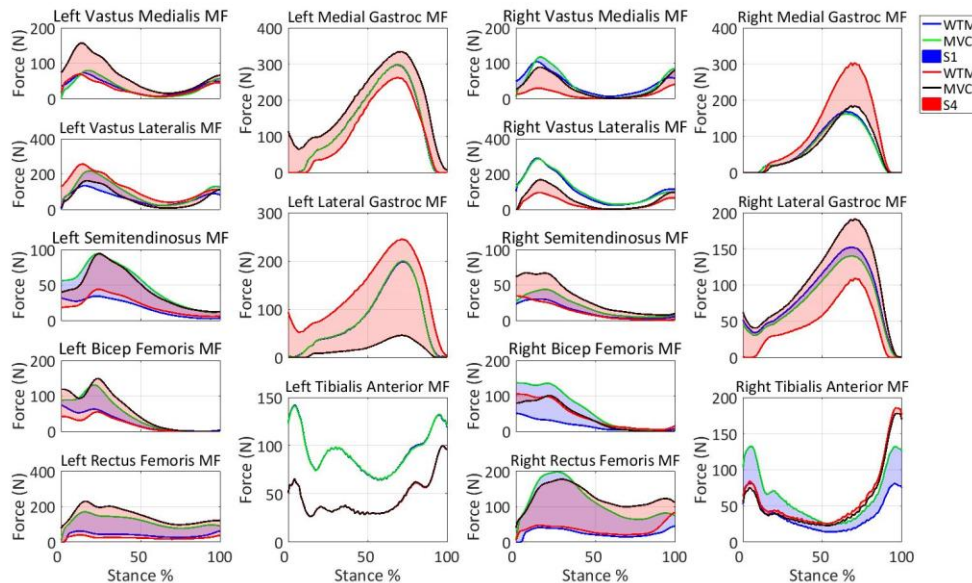 Left Vastus Medialis MF
Force (N)
200
100
0
Left Medial Gastroc MF
Force (N)
400
300
200
100
0
Right Vastus Medialis MF
Force (N)
200
100
0
Right Medial Gastroc MF
Force (N)
400
300
200
100
0
WTM
MVC
S1
WTM
MVC
S4
Left Vastus Lateralis MF
Force (N)
400
200
0
Right Vastus Lateralis MF
Force (N)
400
200
0
Left Semitendinosus MF
Force (N)
100
50
0
Left Lateral Gastroc MF
Force (N)
300
200
100
0
Right Semitendinosus MF
Force (N)
100
50
0
Right Lateral Gastroc MF
Force (N)
200
150
100
50
0
Left Bicep Femoris MF
Force (N)
200
100
0
Right Bicep Femoris MF
Force (N)
200
100
0
Left Tibialis Anterior MF
Force (N)
150
100
50
0
0 50 100
Stance %
Right Tibialis Anterior MF
Force (N)
200
150
100
50
0
0 50 100
Stance %
Left Rectus Femoris MF
Force (N)
400
200
0
0 50 100
Stance %
Right Rectus Femoris MF
Force (N)
200
100
0
0 50 100
Stance %